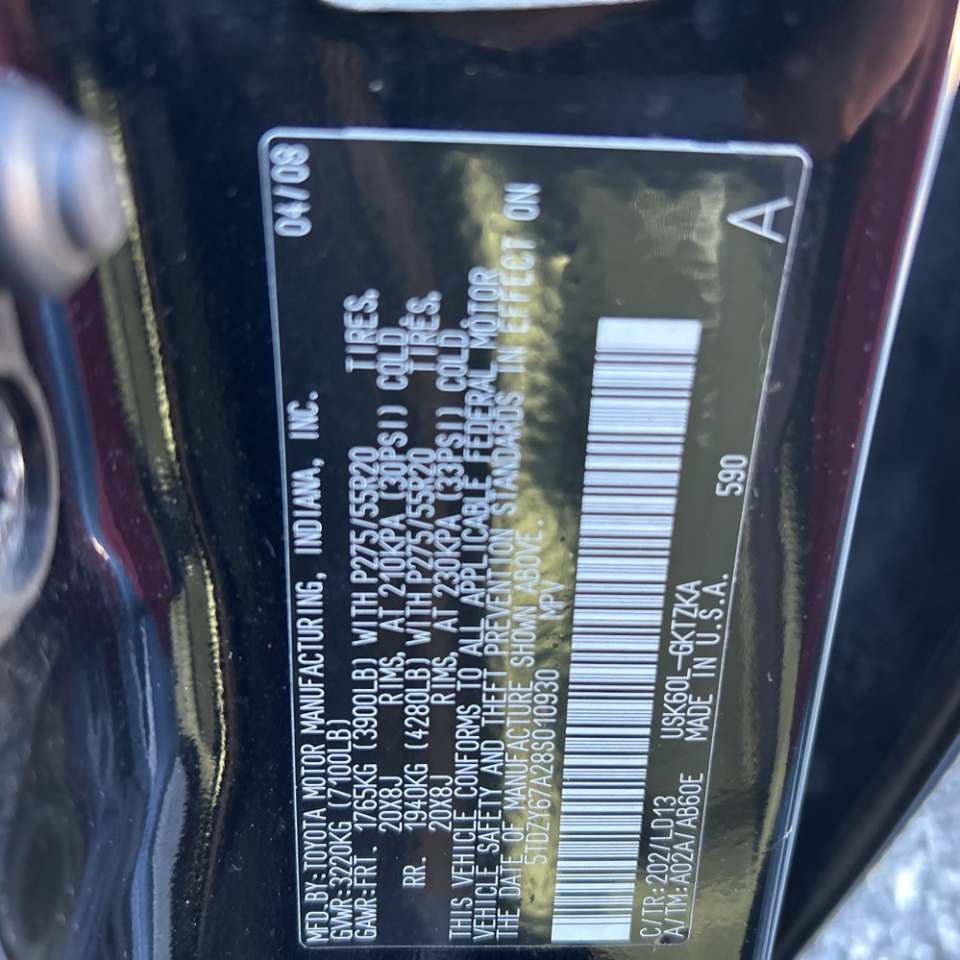 MFD.BY:TOYOTA MOTOR MANUFACTURING, INDIANA, INC. 04/08
GVWR:3220KG (7100LB)
GAWR:FRT. 1765KG (3900LB) WITH P275/55R20 TIRES,
20X8J RIMS, AT 210KPA (30PSI) COLD
RR. 1940KG (4280LB) WITH P275/55R20 TIRES,
20X8J RIMS, AT 230KPA (33PSI) COLD
THIS VEHICLE CONFORMS TO ALL APPLICABLE FEDERAL MOTOR
VEHICLE SAFETY AND THEFT PREVENTION STANDARDS IN EFFECT ON
THE DATE OF MANUFACTURE SHOWN ABOVE.
5TDZY67A28S010930 MPV
C/TR:202/LD13 USK60L-GKTZKA 590
A/TM:A02A/AB60E MADE IN U.S.A.
A